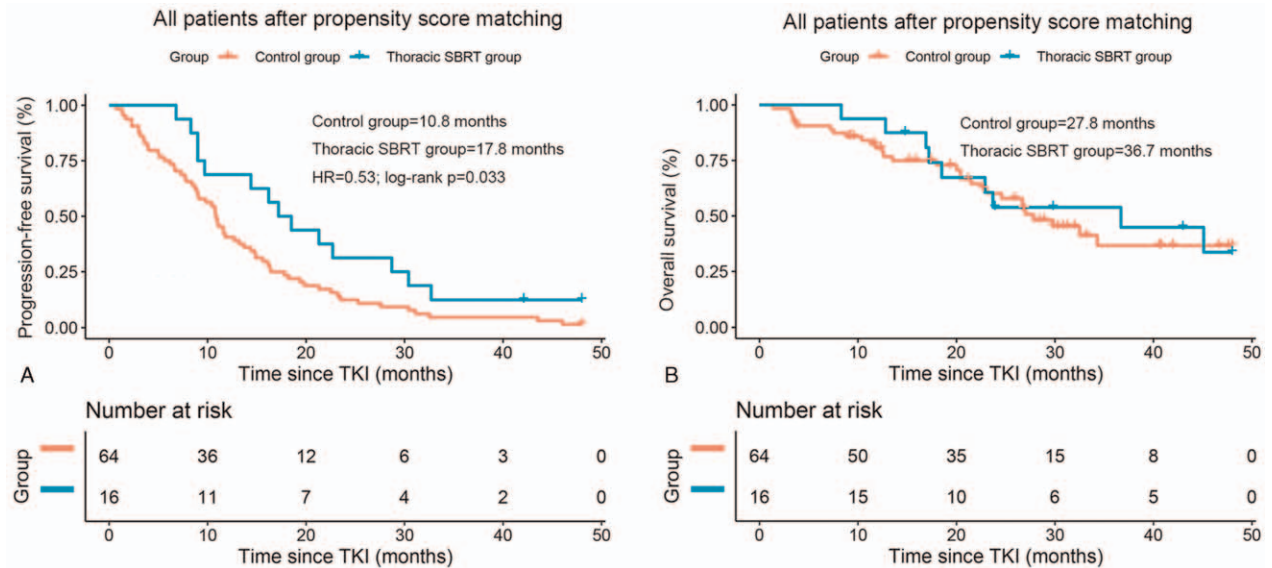 All patients after propensity score matching
Group Control group Thoracic SBRT group
Progression-free survival (%)
1.00
0.75
0.50
0.25
0.00
Control group=10.8 months
Thoracic SBRT group=17.8 months
HR=0.53; log-rank p=0.033
0 10 20 30 40 50
Time since TKI (months)
A
Number at risk
Group
64 36 12 6 3 0
16 11 7 4 2 0
0 10 20 30 40 50
Time since TKI (months)
All patients after propensity score matching
Group Control group Thoracic SBRT group
Overall survival (%)
1.00
0.75
0.50
0.25
0.00
Control group=27.8 months
Thoracic SBRT group=36.7 months
0 10 20 30 40 50
Time since TKI (months)
B
Number at risk
Group
64 50 35 15 8 0
16 15 10 6 5 0
0 10 20 30 40 50
Time since TKI (months)